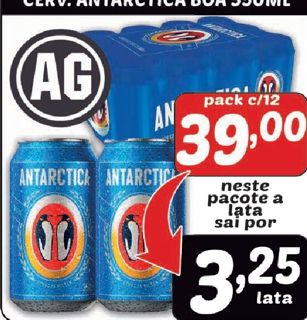 CERV. ANTARCTICA BOA 350ML
AG
ANTARCTICA
pack c/12
39,00
ANTARCTICA
ANTARCTICA
neste
pacote a
lata
sai por
3,25
lata